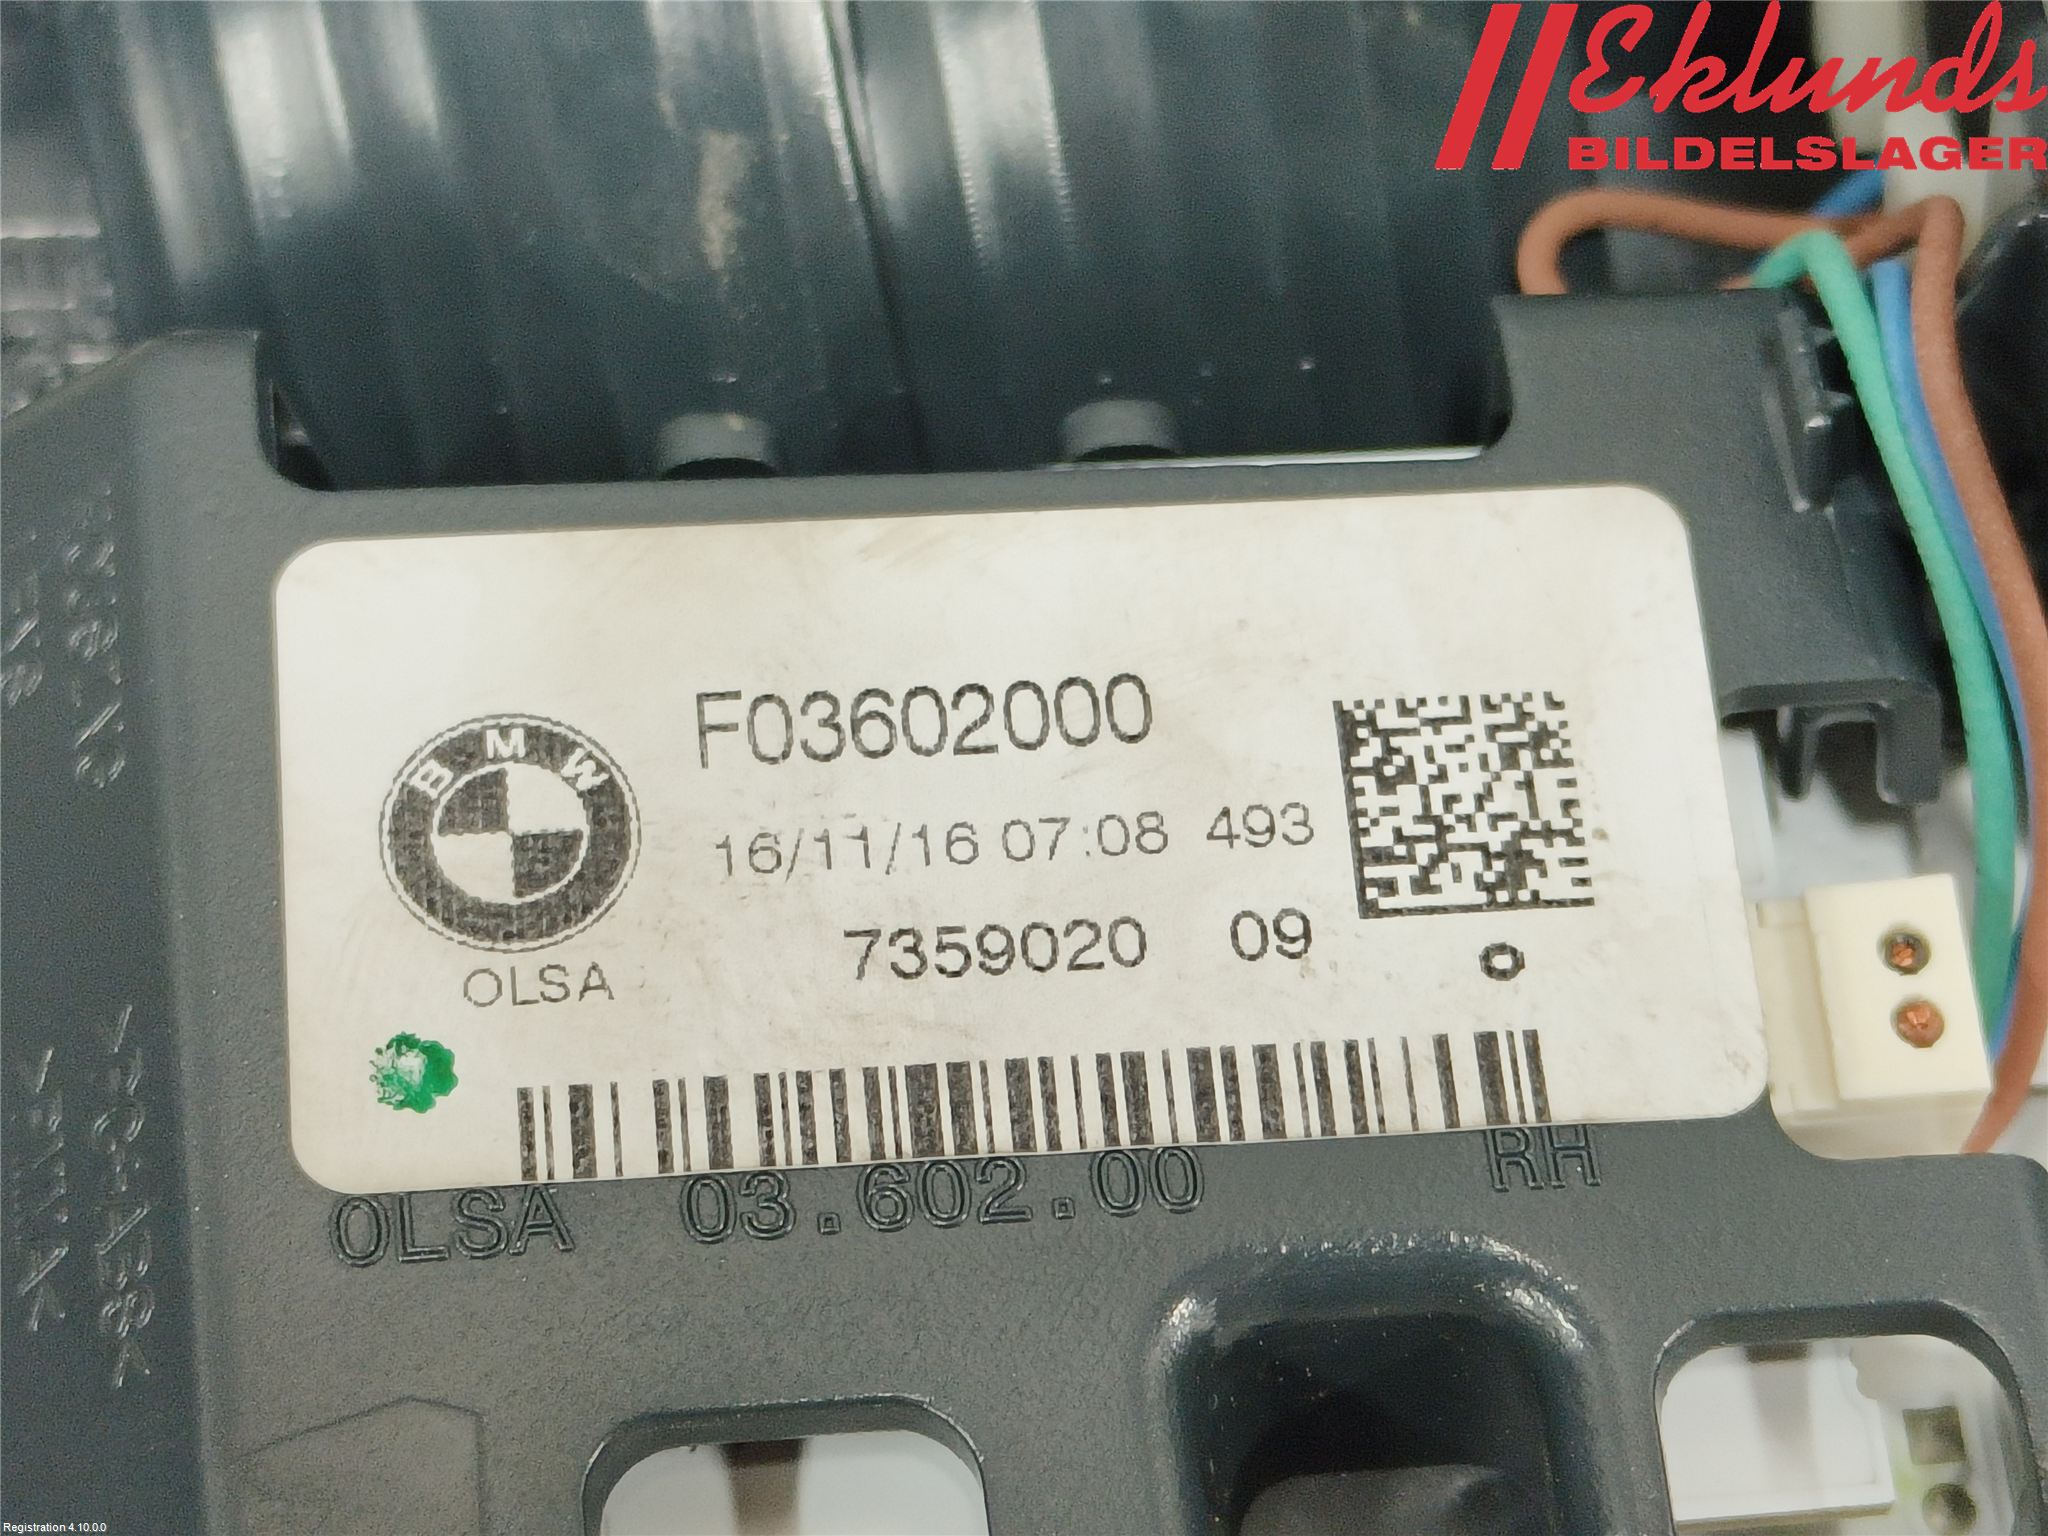 Eklunds
BILDELSLAGER
F03602000
BMW
16/11/16 07:08 493
7359020 09
OLSA
OLSA 03.602.00 RH
Registration 4.10.0.0